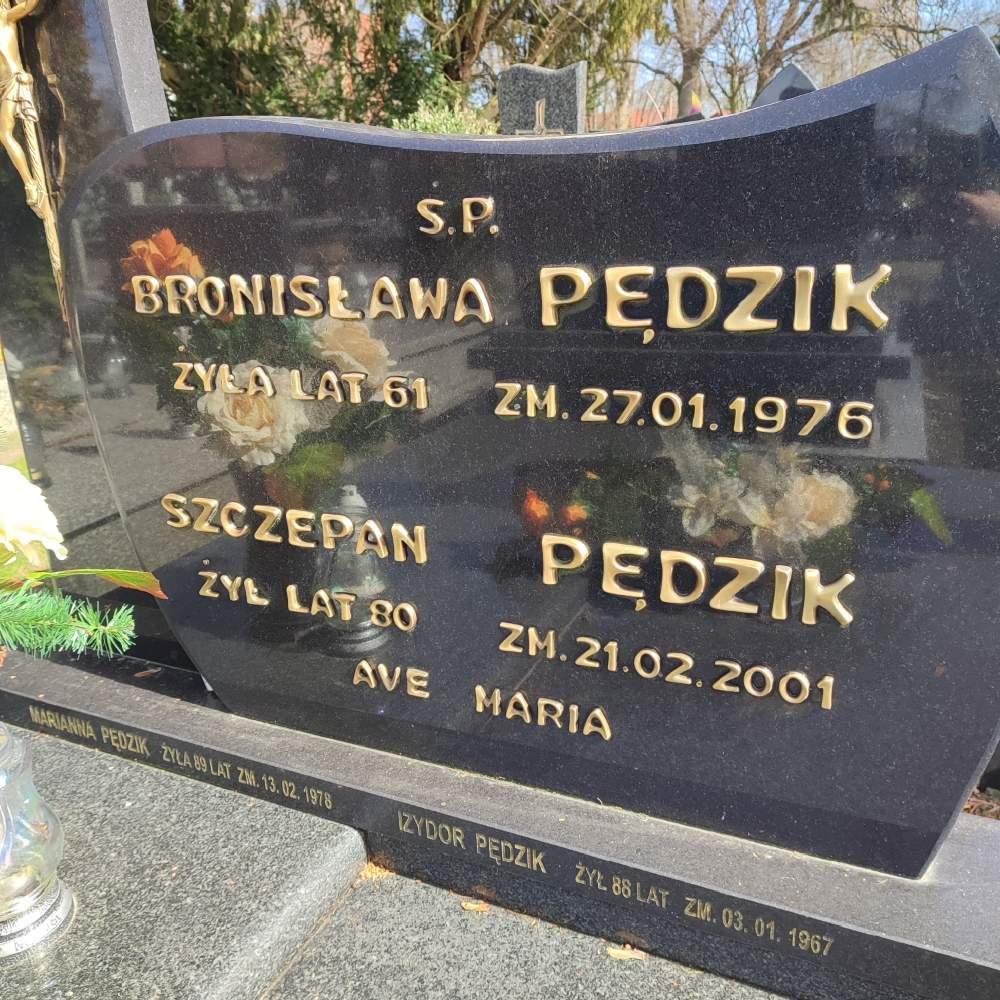 Ś.P.
BRONISŁAWA PĘDZIK
ŻYŁA LAT 61 ZM. 27.01.1976
SZCZEPAN PĘDZIK
ŻYŁ LAT 80 ZM. 21.02.2001
AVE MARIA
MARIANNA PĘDZIK ŻYŁA 89 LAT ZM. 13. 02. 1978
IZYDOR PĘDZIK ŻYŁ 88 LAT ZM. 03. 01. 1967